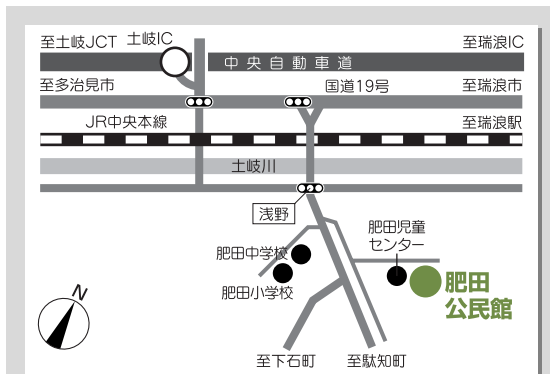 至土岐JCT
土岐IC
至瑞浪IC
中央自動車道
至多治見市
国道19号
至瑞浪市
JR中央本線
至瑞浪駅
土岐川
浅野
肥田児童
センター
肥田中学校
肥田小学校
肥田
公民館
N
至下石町
至駄知町